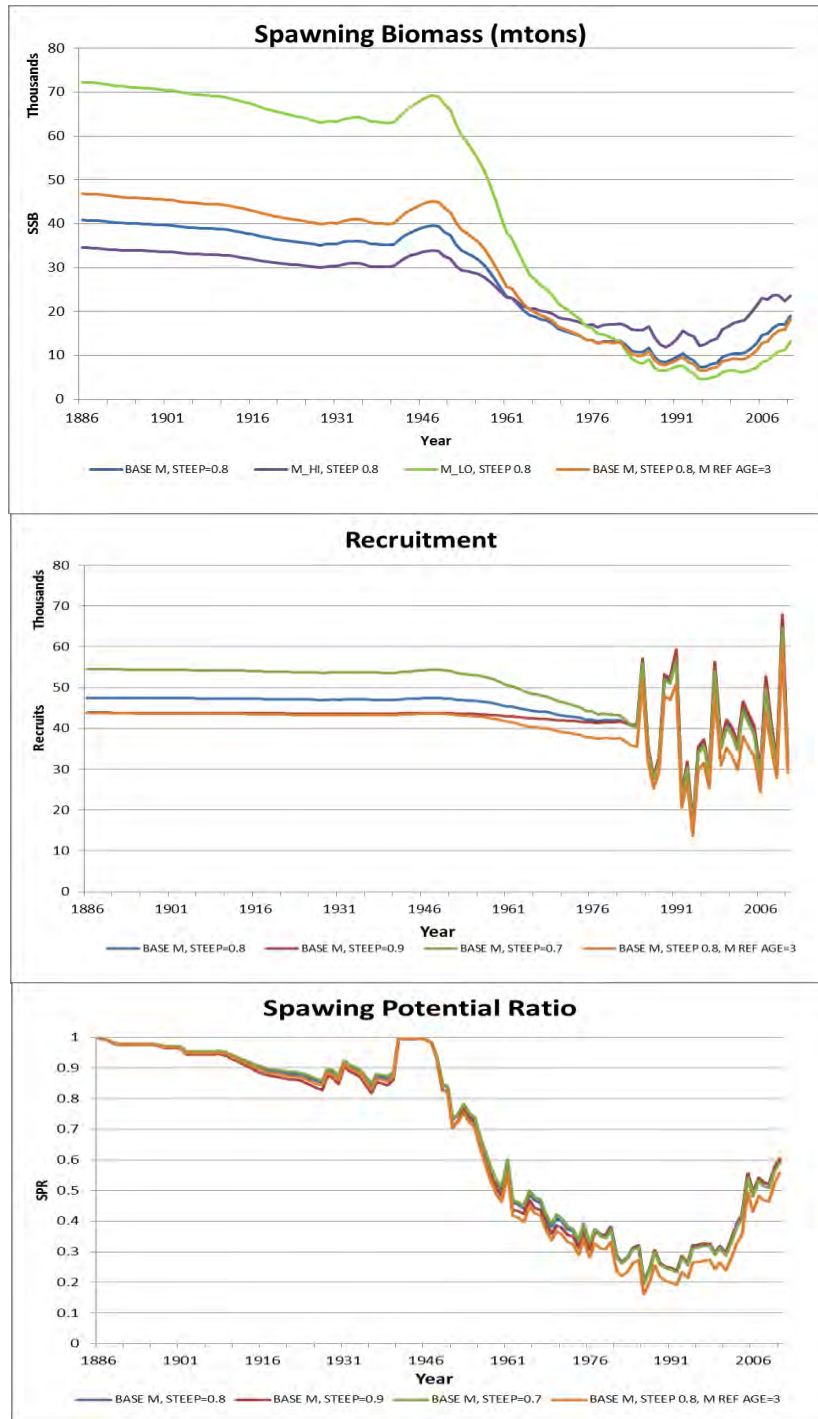 Spawning Biomass (mtons)
Thousands
80
70
60
50
40
30
20
10
0
SSB
1886 1901 1916 1931 1946 1961 1976 1991 2006
Year
BASE M, STEEP=0.8 M_HI, STEEP 0.8 M_LO, STEEP 0.8 BASE M, STEEP 0.8, M REF AGE=3
Recruitment
Thousands
80
70
60
50
40
30
20
10
0
Recruits
1886 1901 1916 1931 1946 1961 1976 1991 2006
Year
BASE M, STEEP=0.8 BASE M, STEEP=0.9 BASE M, STEEP=0.7 BASE M, STEEP 0.8, M REF AGE=3
Spawing Potential Ratio
1
0.9
0.8
0.7
0.6
0.5
0.4
0.3
0.2
0.1
0
SPR
1886 1901 1916 1931 1946 1961 1976 1991 2006
Year
BASE M, STEEP=0.8 BASE M, STEEP=0.9 BASE M, STEEP=0.7 BASE M, STEEP 0.8, M REF AGE=3